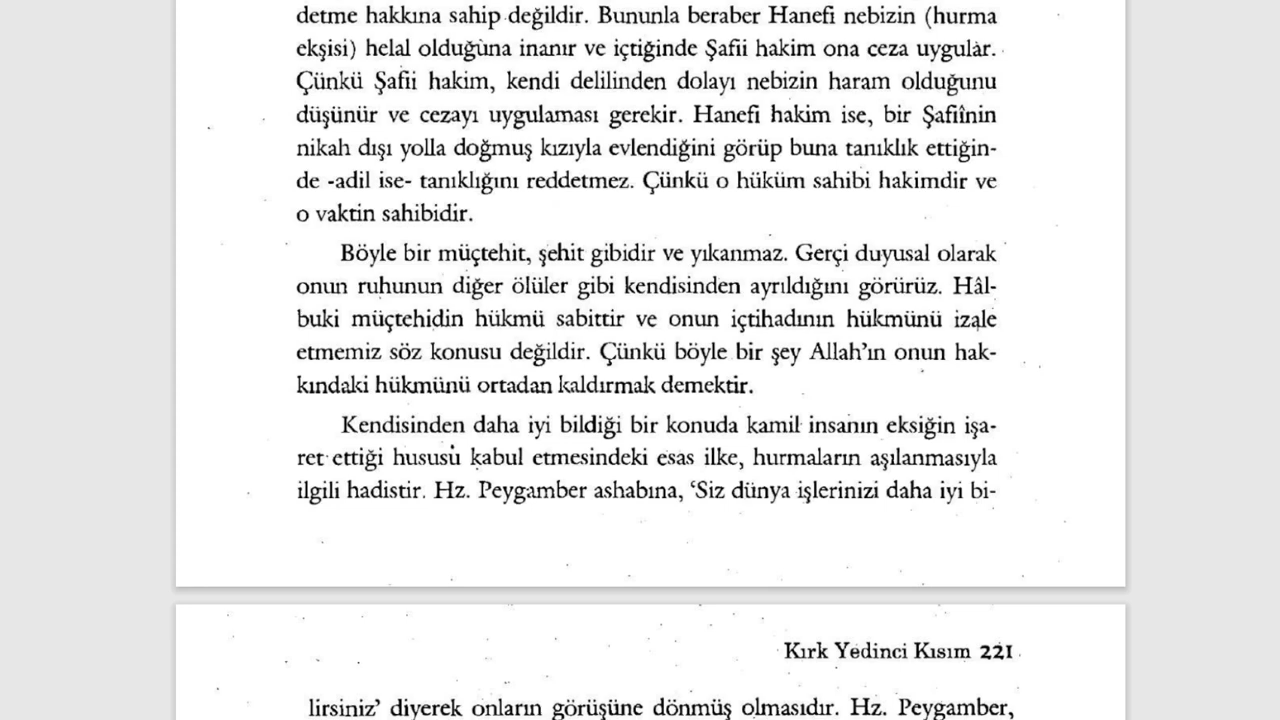 detme hakkına sahip değildir. Bununla beraber Hanefi nebizin (hurma
ekşisi) helal olduğuna inanır ve içtiğinde Şafii hakim ona ceza uygular.
Çünkü Şafii hakim, kendi delilinden dolayı nebizin haram olduğunu
düşünür ve cezayı uygulaması gerekir. Hanefi hakim ise, bir Şafiînin
nikah dışı yolla doğmuş kızıyla evlendiğini görüp buna tanıklık ettiğin-
de -adil ise- tanıklığını reddetmez. Çünkü o hüküm sahibi hakimdir ve
o vaktin sahibidir.
Böyle bir müçtehit, şehit gibidir ve yıkanmaz. Gerçi duyusal olarak
onun ruhunun diğer ölüler gibi kendisinden ayrıldığını görürüz. Hâl-
buki müçtehidin hükmü sabittir ve onun içtihadının hükmünü izale
etmemiz söz konusu değildir. Çünkü böyle bir şey Allah’ın onun hak-
kındaki hükmünü ortadan kaldırmak demektir.
Kendisinden daha iyi bildiği bir konuda kamil insanın eksiğin işa-
ret ettiği hususu kabul etmesindeki esas ilke, hurmaların aşılanmasıyla
ilgili hadistir. Hz. Peygamber ashabına, ‘Siz dünya işlerinizi daha iyi bi-
Kırk Yedinci Kısım 221
lirsiniz’ diyerek onların görüşüne dönmüş olmasıdır. Hz. Peygamber,